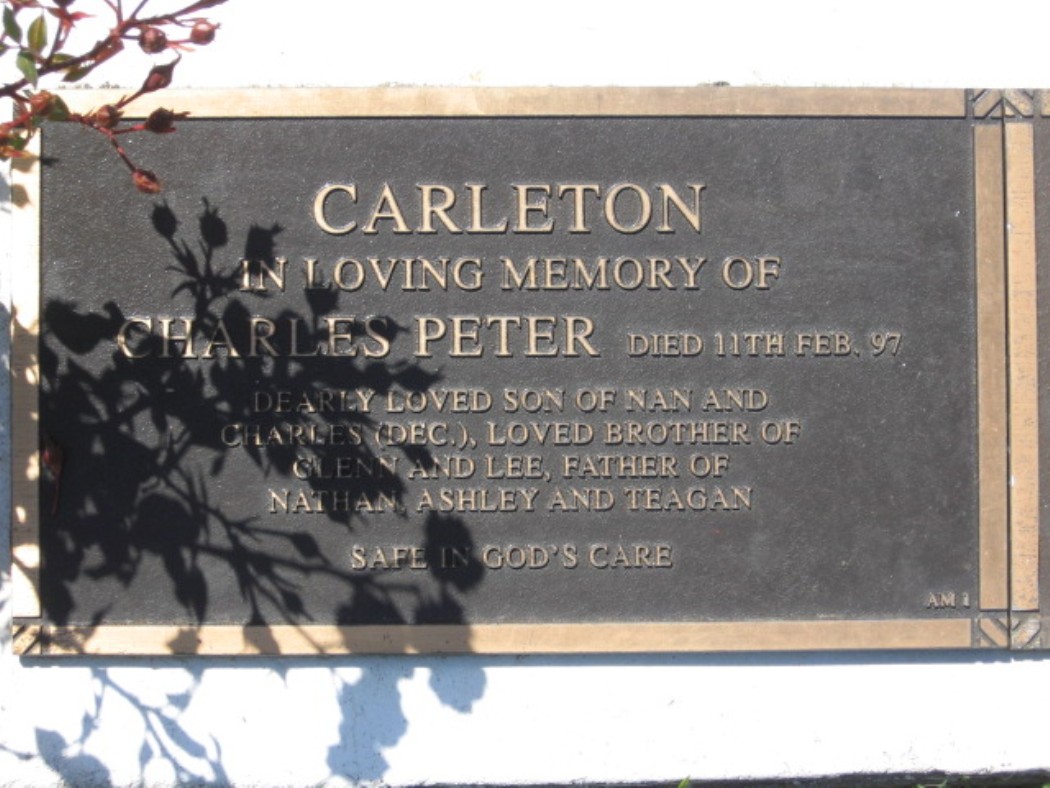 CARLETON
IN LOVING MEMORY OF
CHARLES PETER DIED 11TH FEB. 97
DEARLY LOVED SON OF NAN AND
CHARLES (DEC.), LOVED BROTHER OF
GLENN AND LEE, FATHER OF
NATHAN, ASHLEY AND TEAGAN
SAFE IN GOD'S CARE
AM 1